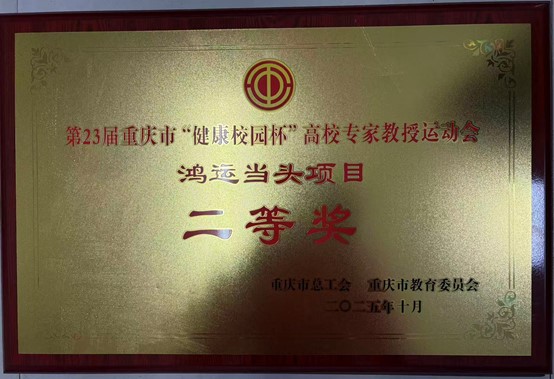 第23届重庆市“健康校园杯”高校专家教授运动会
鸿运当头项目
二等奖
重庆市总工会 重庆市教育委员会
二〇二五年十月